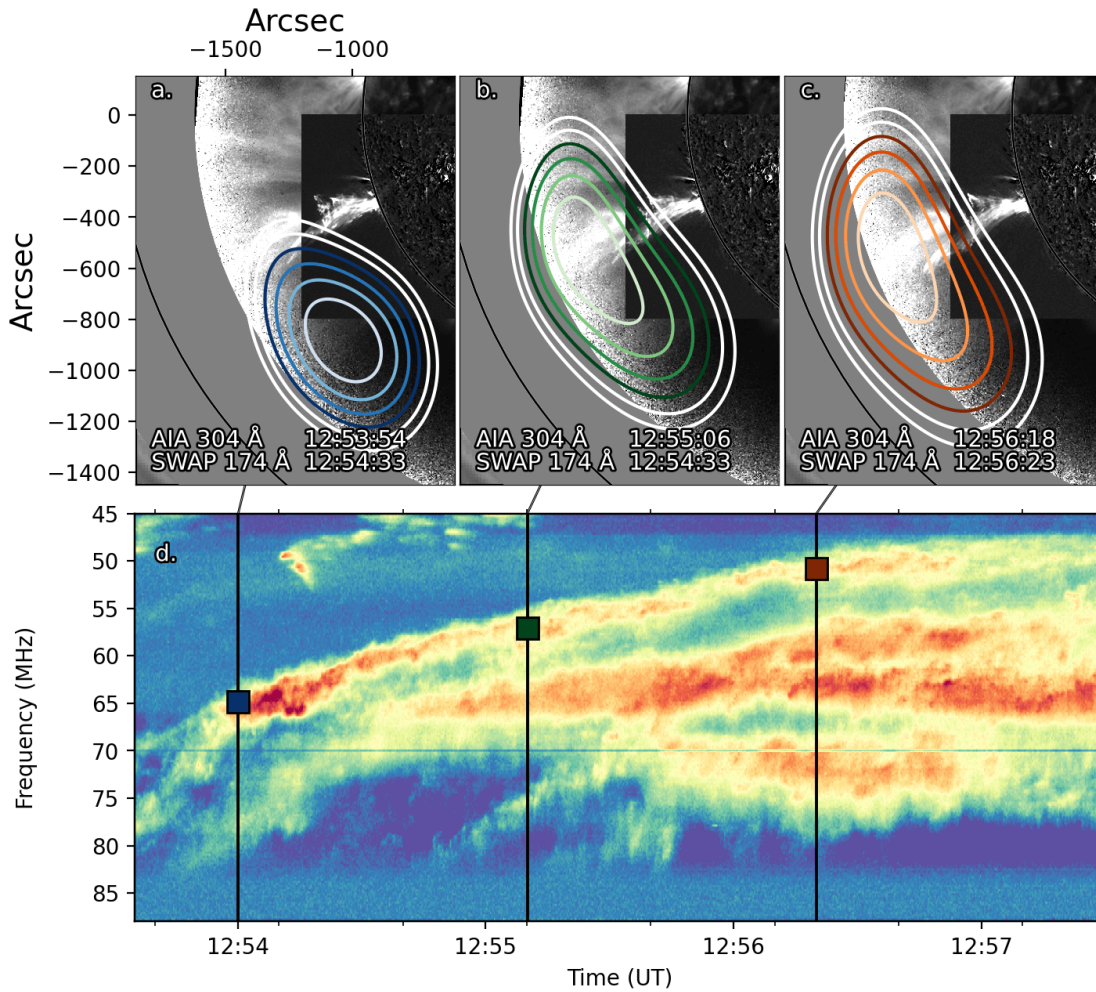 Arcsec
−1500 −1000
a. b. c.
0
−200
−400
−600
−800
−1000
−1200
−1400
Arcsec
AIA 304 Å 12:53:54
SWAP 174 Å 12:54:33
AIA 304 Å 12:55:06
SWAP 174 Å 12:54:33
AIA 304 Å 12:56:18
SWAP 174 Å 12:56:23
d.
45
50
55
60
65
70
75
80
85
Frequency (MHz)
12:54 12:55 12:56 12:57
Time (UT)